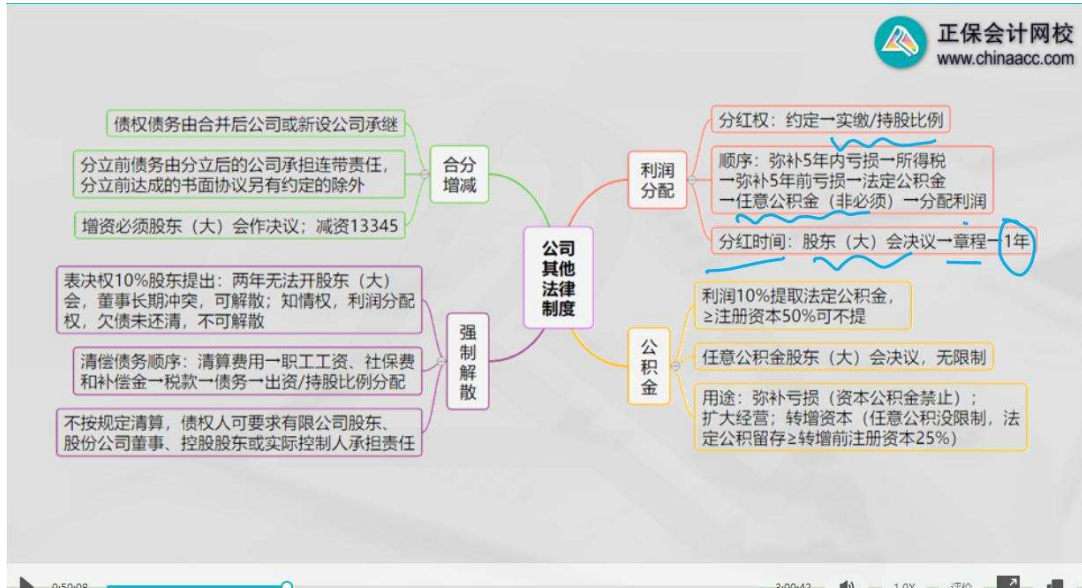 正保会计网校
www.chinaacc.com
债权债务由合并后公司或新设公司承继
分立前债务由分立后的公司承担连带责任，
分立前达成的书面协议另有约定的除外
增资必须股东（大）会作决议；减资13345
合分
增减
表决权10%股东提出：两年无法开股东（大）
会，董事长期冲突，可解散；知情权，利润分配
权，欠债未还清，不可解散
清偿债务顺序：清算费用→职工工资、社保费
和补偿金→税款→债务→出资/持股比例分配
不按规定清算，债权人可要求有限公司股东、
股份公司董事、控股股东或实际控制人承担责任
强
制
解
散
公司
其他
法律
制度
利润
分配
分红权：约定→实缴/持股比例
顺序：弥补5年内亏损→所得税
→弥补5年前亏损→法定公积金
→任意公积金（非必须）→分配利润
分红时间：股东（大）会决议→章程→1年
公
积
金
利润10%提取法定公积金，
≥注册资本50%可不提
任意公积金股东（大）会决议，无限制
用途：弥补亏损（资本公积金禁止）；
扩大经营；转增资本（任意公积没限制，法
定公积留存≥转增前注册资本25%）
0:50:08
3:00:42
1.0X
评价